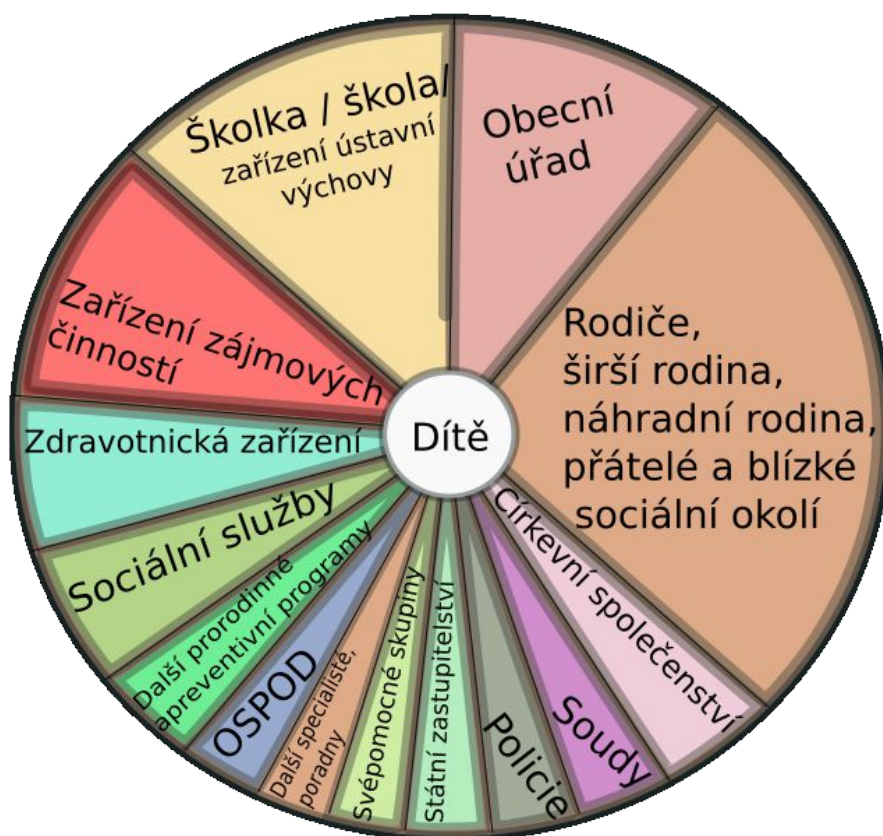 Školka / škola/
zařízení ústavní
výchovy
Obecní
úřad
Rodiče,
širší rodina,
náhradní rodina,
přátelé a blízké
sociální okolí
Církevní společenství
Soudy
Policie
Státní zastupitelství
Svépomocné skupiny
Další specialisté,
poradny
OSPOD
Další prorodinné
apreventivní programy
Sociální služby
Zdravotnická zařízení
Zařízení zájmových
činností
Dítě